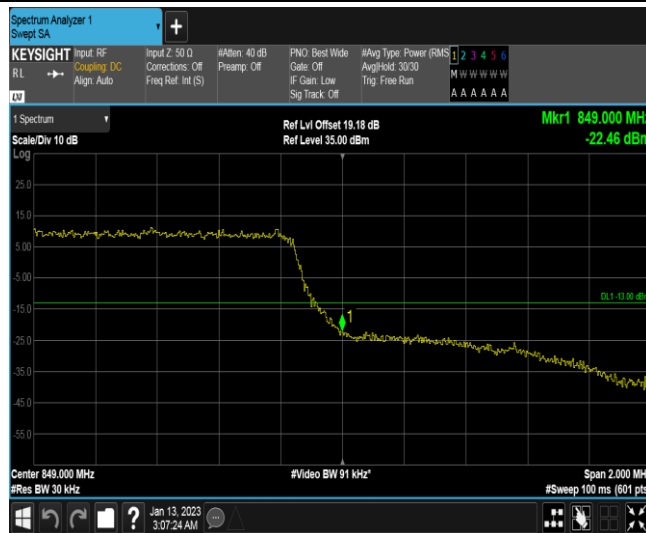 Spectrum Analyzer 1
Swept SA
KEYSIGHT
RL
Input: RF
Coupling: DC
Align: Auto
Input Z: 50 Ω
Corrections: Off
Freq Ref: Int (S)
#Atten: 40 dB
Preamp: Off
PNO: Best Wide
Gate: Off
IF Gain: Low
Sig Track: Off
#Avg Type: Power (RMS
Avg|Hold: 30/30
Trig: Free Run
1 2 3 4 5 6
M W W W W W
A A A A A A
LXI
1 Spectrum
Scale/Div 10 dB
Ref Lvl Offset 19.18 dB
Ref Level 35.00 dBm
Mkr1 849.000 MHz
-22.46 dBm
Log
25.0
15.0
5.00
-5.00
-15.0
-25.0
-35.0
-45.0
-55.0
DL1 -13.00 dBm
1
Center 849.000 MHz
#Res BW 30 kHz
#Video BW 91 kHz*
Span 2.000 MHz
#Sweep 100 ms (601 pts
Jan 13, 2023
3:07:24 AM